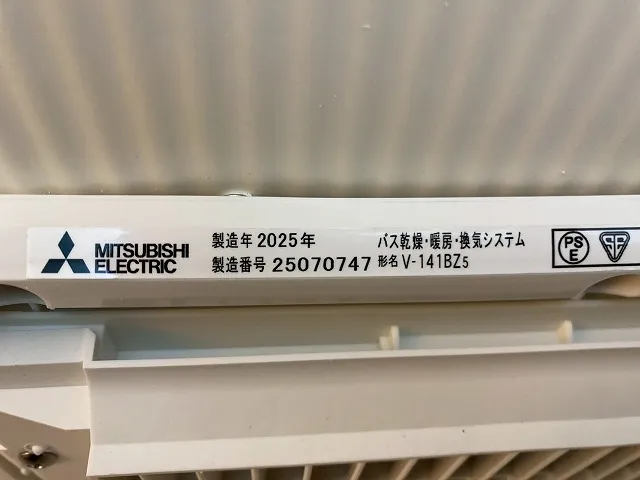 MITSUBISHI
ELECTRIC
製造年 2025年
製造番号 25070747
バス乾燥・暖房・換気システム
形名 V-141BZ5
PS
E